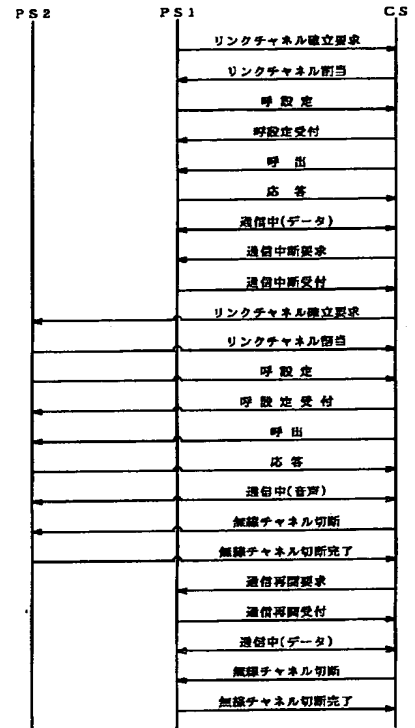 PS2 PS1 CS
リンクチャネル確立要求
リンクチャネル割当
呼設定
呼設定受付
呼出
応答
通信中(データ)
通信中断要求
通信中断受付
リンクチャネル確立要求
リンクチャネル割当
呼設定
呼設定受付
呼出
応答
通信中(音声)
無線チャネル切断
無線チャネル切断完了
通信再開要求
通信再開受付
通信中(データ)
無線チャネル切断
無線チャネル切断完了